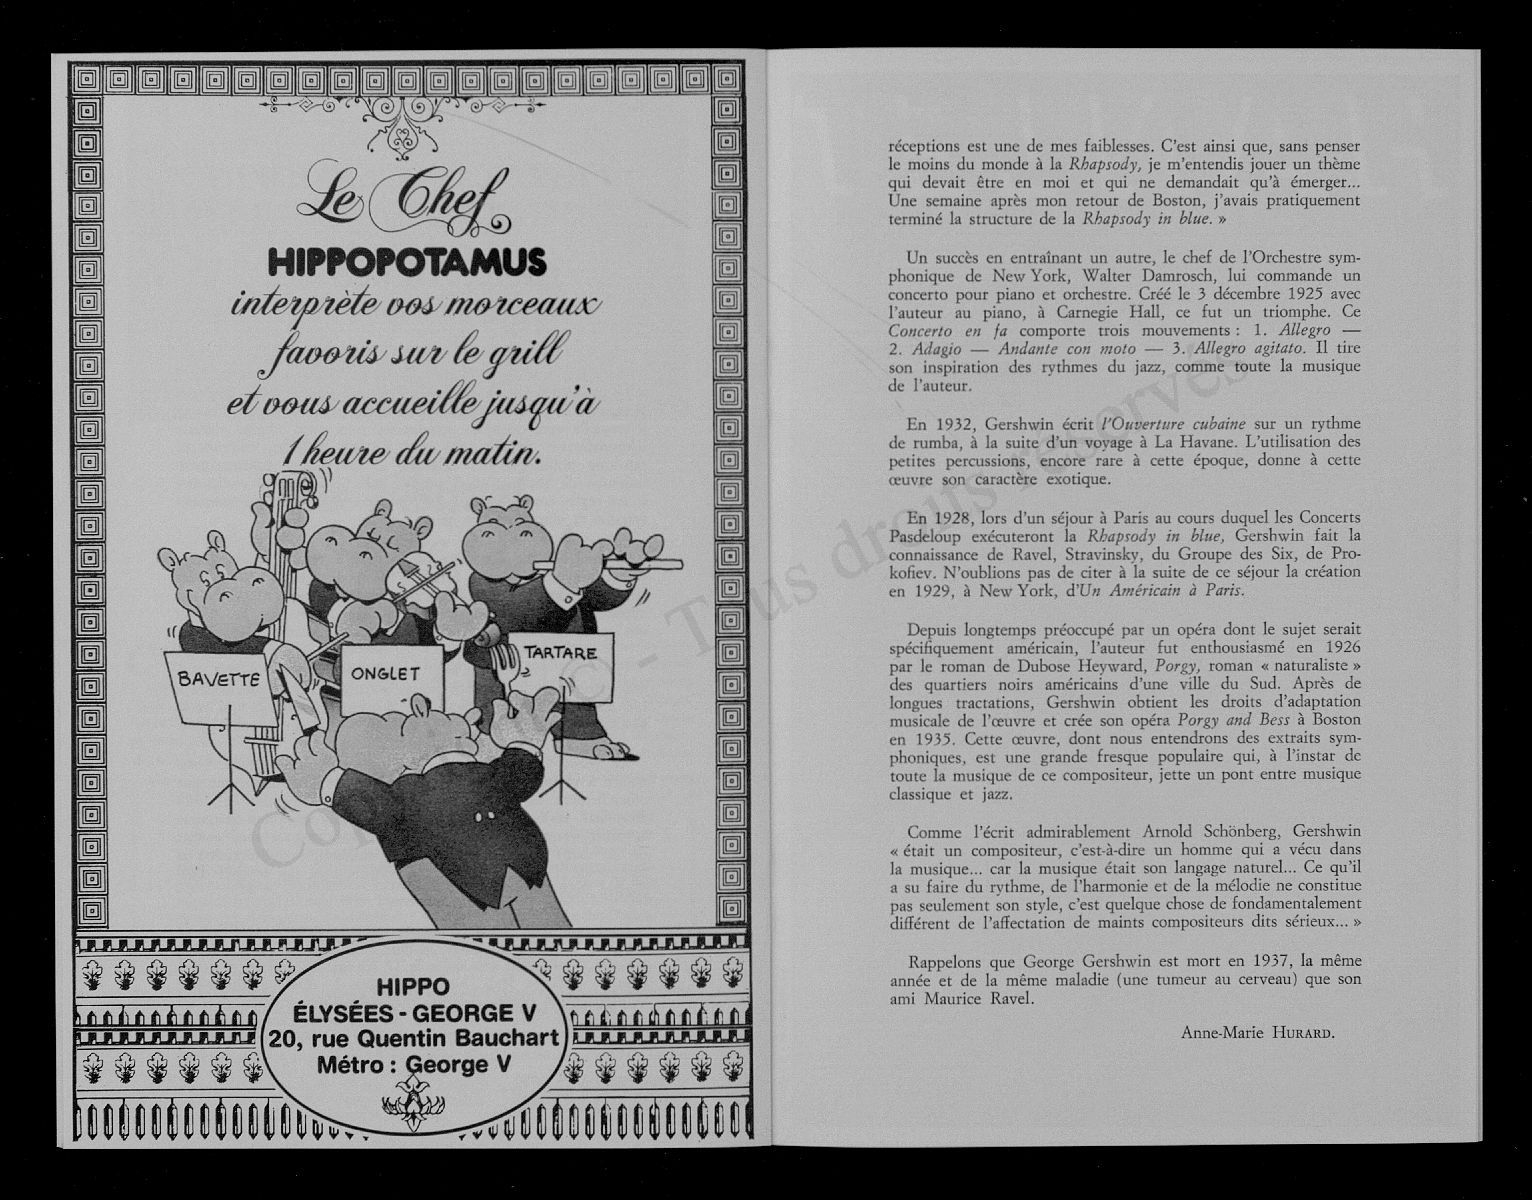 Le Chef
HIPPOPOTAMUS
interprète vos morceaux
favoris sur le grill
et vous accueille jusqu'à
1 heure du matin.
BAVETTE
ONGLET
TARTARE
HIPPO
ÉLYSÉES - GEORGE V
20, rue Quentin Bauchart
Métro : George V
réceptions est une de mes faiblesses. C'est ainsi que, sans penser
le moins du monde à la Rhapsody, je m'entendis jouer un thème
qui devait être en moi et qui ne demandait qu'à émerger...
Une semaine après mon retour de Boston, j'avais pratiquement
terminé la structure de la Rhapsody in blue. »
Un succès en entraînant un autre, le chef de l'Orchestre sym-
phonique de New York, Walter Damrosch, lui commande un
concerto pour piano et orchestre. Créé le 3 décembre 1925 avec
l'auteur au piano, à Carnegie Hall, ce fut un triomphe. Ce
Concerto en fa comporte trois mouvements : 1. Allegro —
2. Adagio — Andante con moto — 3. Allegro agitato. Il tire
son inspiration des rythmes du jazz, comme toute la musique
de l'auteur.
En 1932, Gershwin écrit l'Ouverture cubaine sur un rythme
de rumba, à la suite d'un voyage à La Havane. L'utilisation des
petites percussions, encore rare à cette époque, donne à cette
œuvre son caractère exotique.
En 1928, lors d'un séjour à Paris au cours duquel les Concerts
Pasdeloup exécuteront la Rhapsody in blue, Gershwin fait la
connaissance de Ravel, Stravinsky, du Groupe des Six, de Pro-
kofiev. N'oublions pas de citer à la suite de ce séjour la création
en 1929, à New York, d'Un Américain à Paris.
Depuis longtemps préoccupé par un opéra dont le sujet serait
spécifiquement américain, l'auteur fut enthousiasmé en 1926
par le roman de Dubose Heyward, Porgy, roman « naturaliste »
des quartiers noirs américains d'une ville du Sud. Après de
longues tractations, Gershwin obtient les droits d'adaptation
musicale de l'œuvre et crée son opéra Porgy and Bess à Boston
en 1935. Cette œuvre, dont nous entendrons des extraits sym-
phoniques, est une grande fresque populaire qui, à l'instar de
toute la musique de ce compositeur, jette un pont entre musique
classique et jazz.
Comme l'écrit admirablement Arnold Schönberg, Gershwin
« était un compositeur, c'est-à-dire un homme qui a vécu dans
la musique... car la musique était son langage naturel... Ce qu'il
a su faire du rythme, de l'harmonie et de la mélodie ne constitue
pas seulement son style, c'est quelque chose de fondamentalement
différent de l'affectation de maints compositeurs dits sérieux... »
Rappelons que George Gershwin est mort en 1937, la même
année et de la même maladie (une tumeur au cerveau) que son
ami Maurice Ravel.
Anne-Marie HURARD.
© - Tous droits réservés